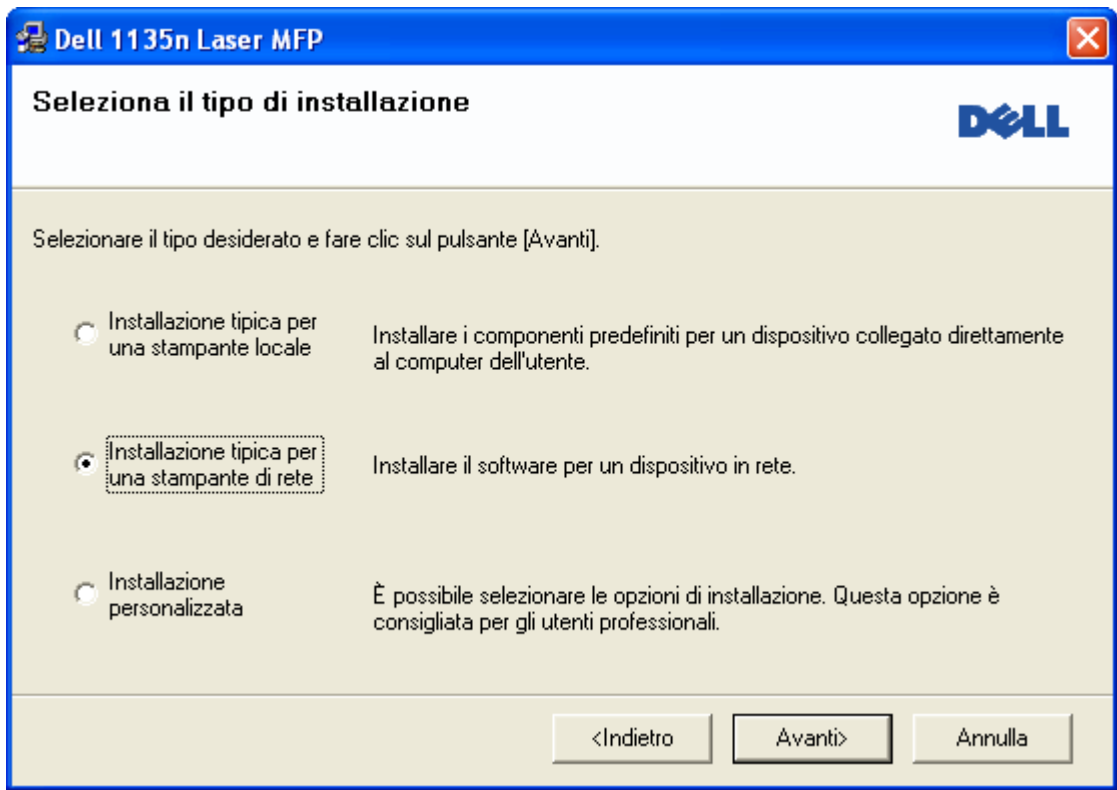 Dell 1135n Laser MFP
Seleziona il tipo di installazione
DELL
Selezionare il tipo desiderato e fare clic sul pulsante [Avanti].
Installazione tipica per
una stampante locale
Installare i componenti predefiniti per un dispositivo collegato direttamente
al computer dell'utente.
Installazione tipica per
una stampante di rete
Installare il software per un dispositivo in rete.
Installazione
personalizzata
È possibile selezionare le opzioni di installazione. Questa opzione è
consigliata per gli utenti professionali.
<Indietro
Avanti>
Annulla